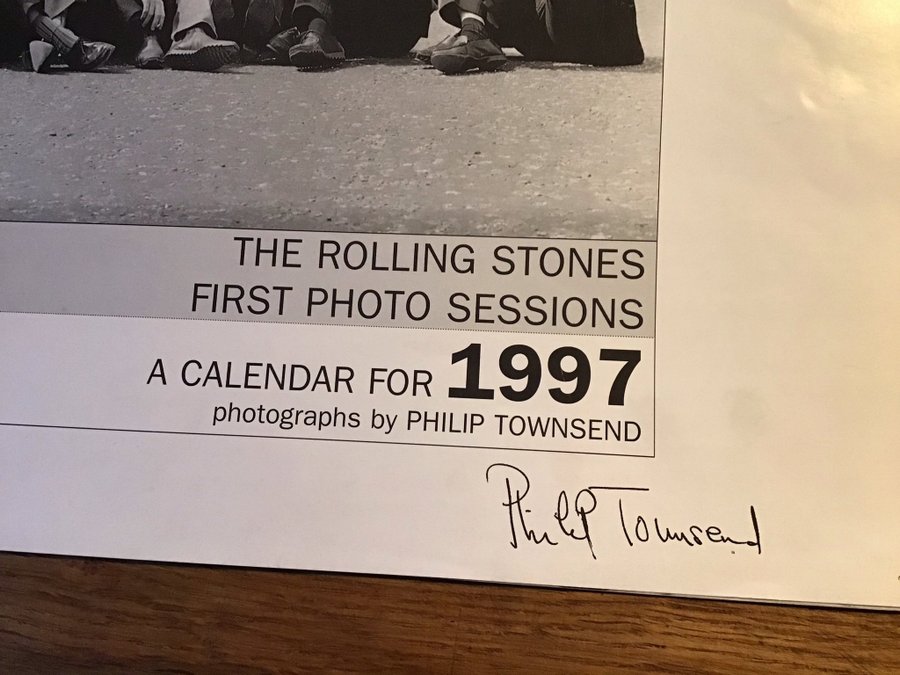 THE ROLLING STONES
FIRST PHOTO SESSIONS
A CALENDAR FOR 1997
photographs by PHILIP TOWNSEND
Philip Townsend